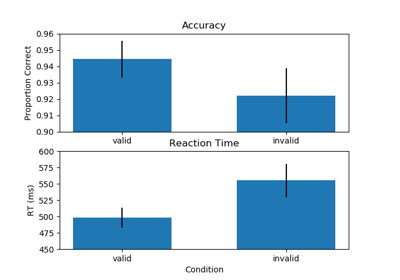 Accuracy
Proportion Correct
0.96
0.95
0.94
0.93
0.92
0.91
0.90
valid invalid
Reaction Time
RT (ms)
600
575
550
525
500
475
450
valid invalid
Condition